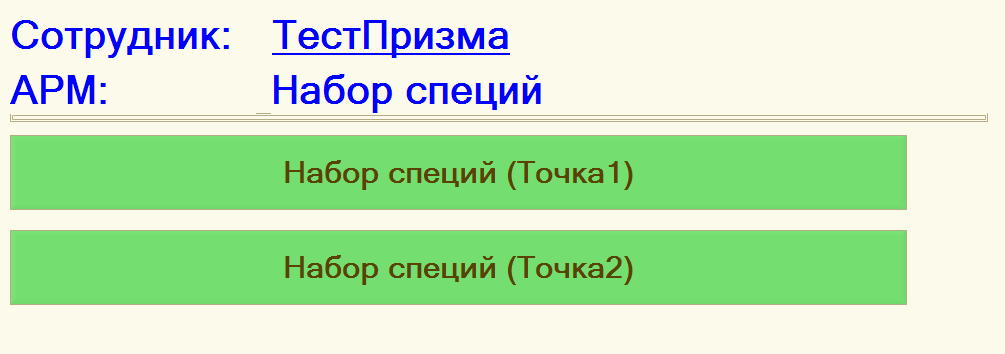 Сотрудник: ТестПризма
АРМ: Набор специй
Набор специй (Точка1)
Набор специй (Точка2)